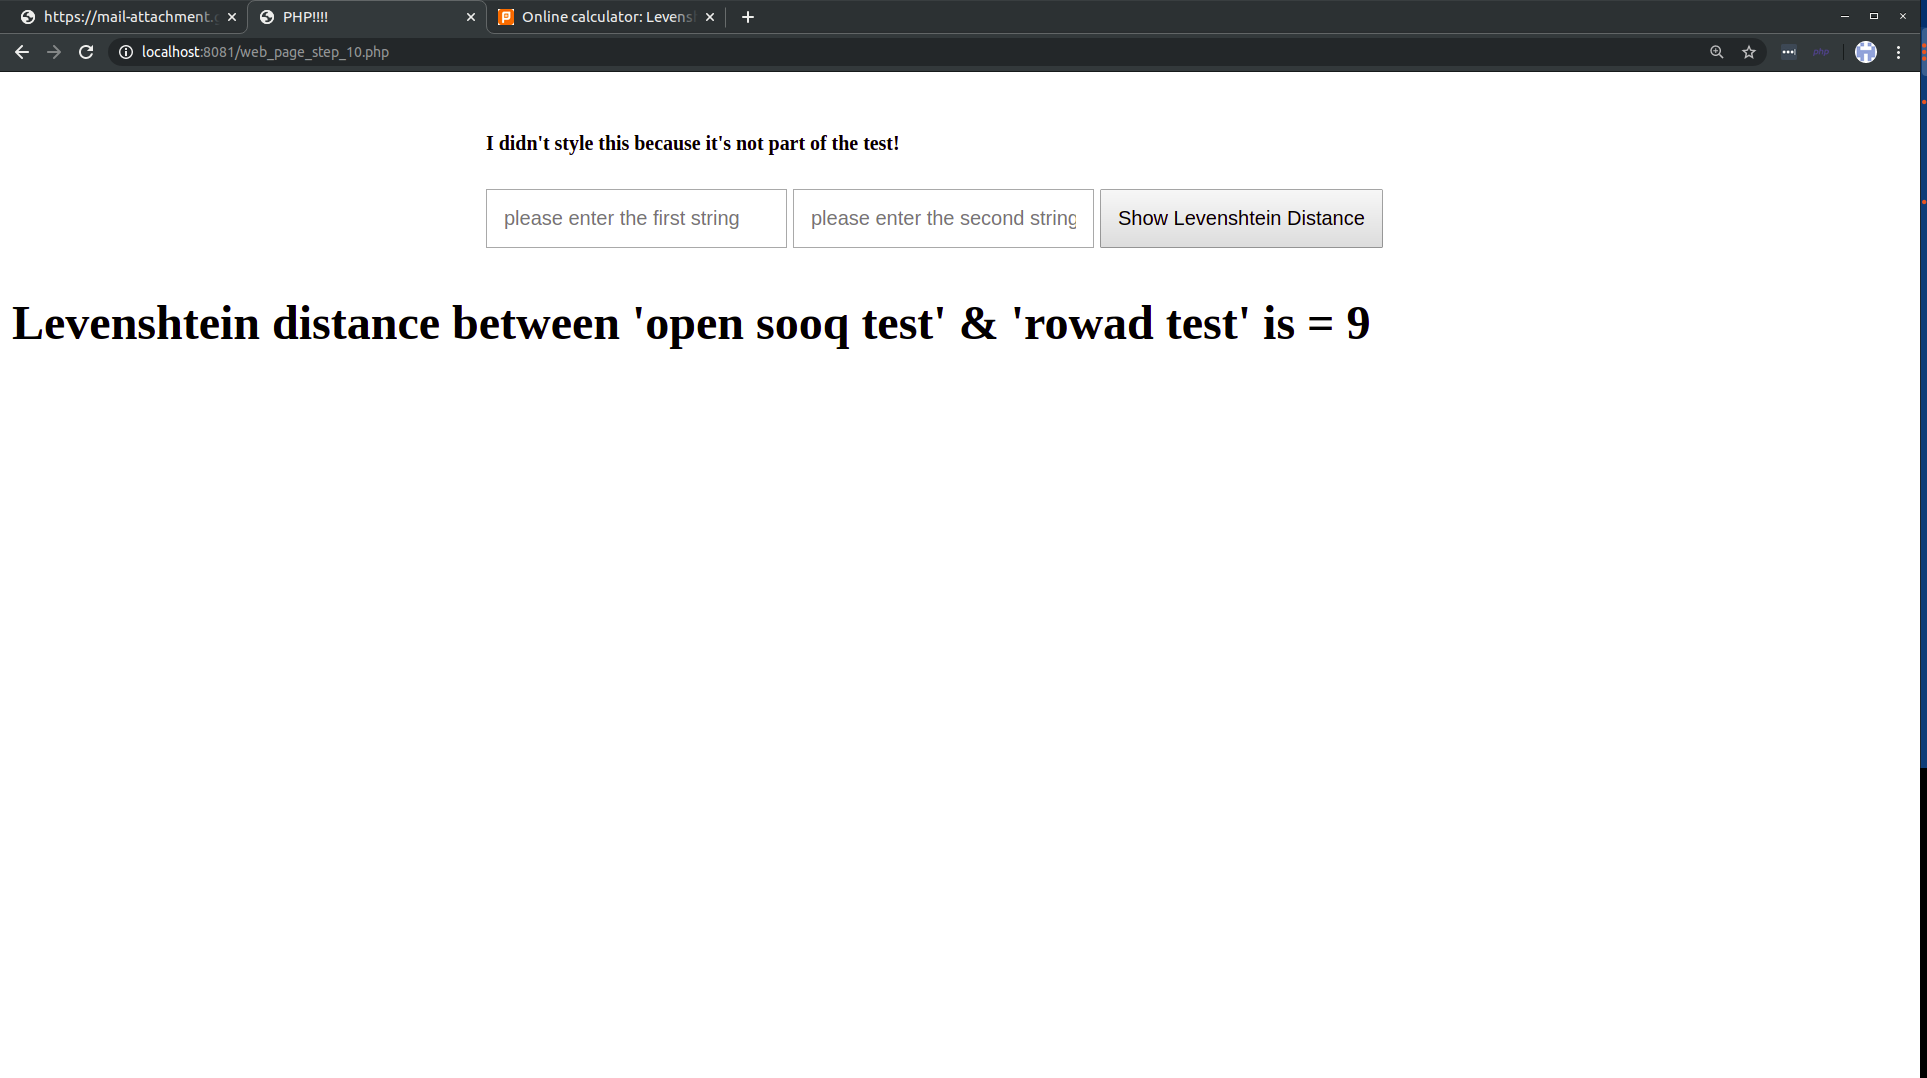 https://mail-attachment.g
PHP!!!!
Online calculator: Levens
localhost:8081/web_page_step_10.php
php
I didn't style this because it's not part of the test!
please enter the first string
please enter the second string
Show Levenshtein Distance
Levenshtein distance between 'open sooq test' & 'rowad test' is = 9